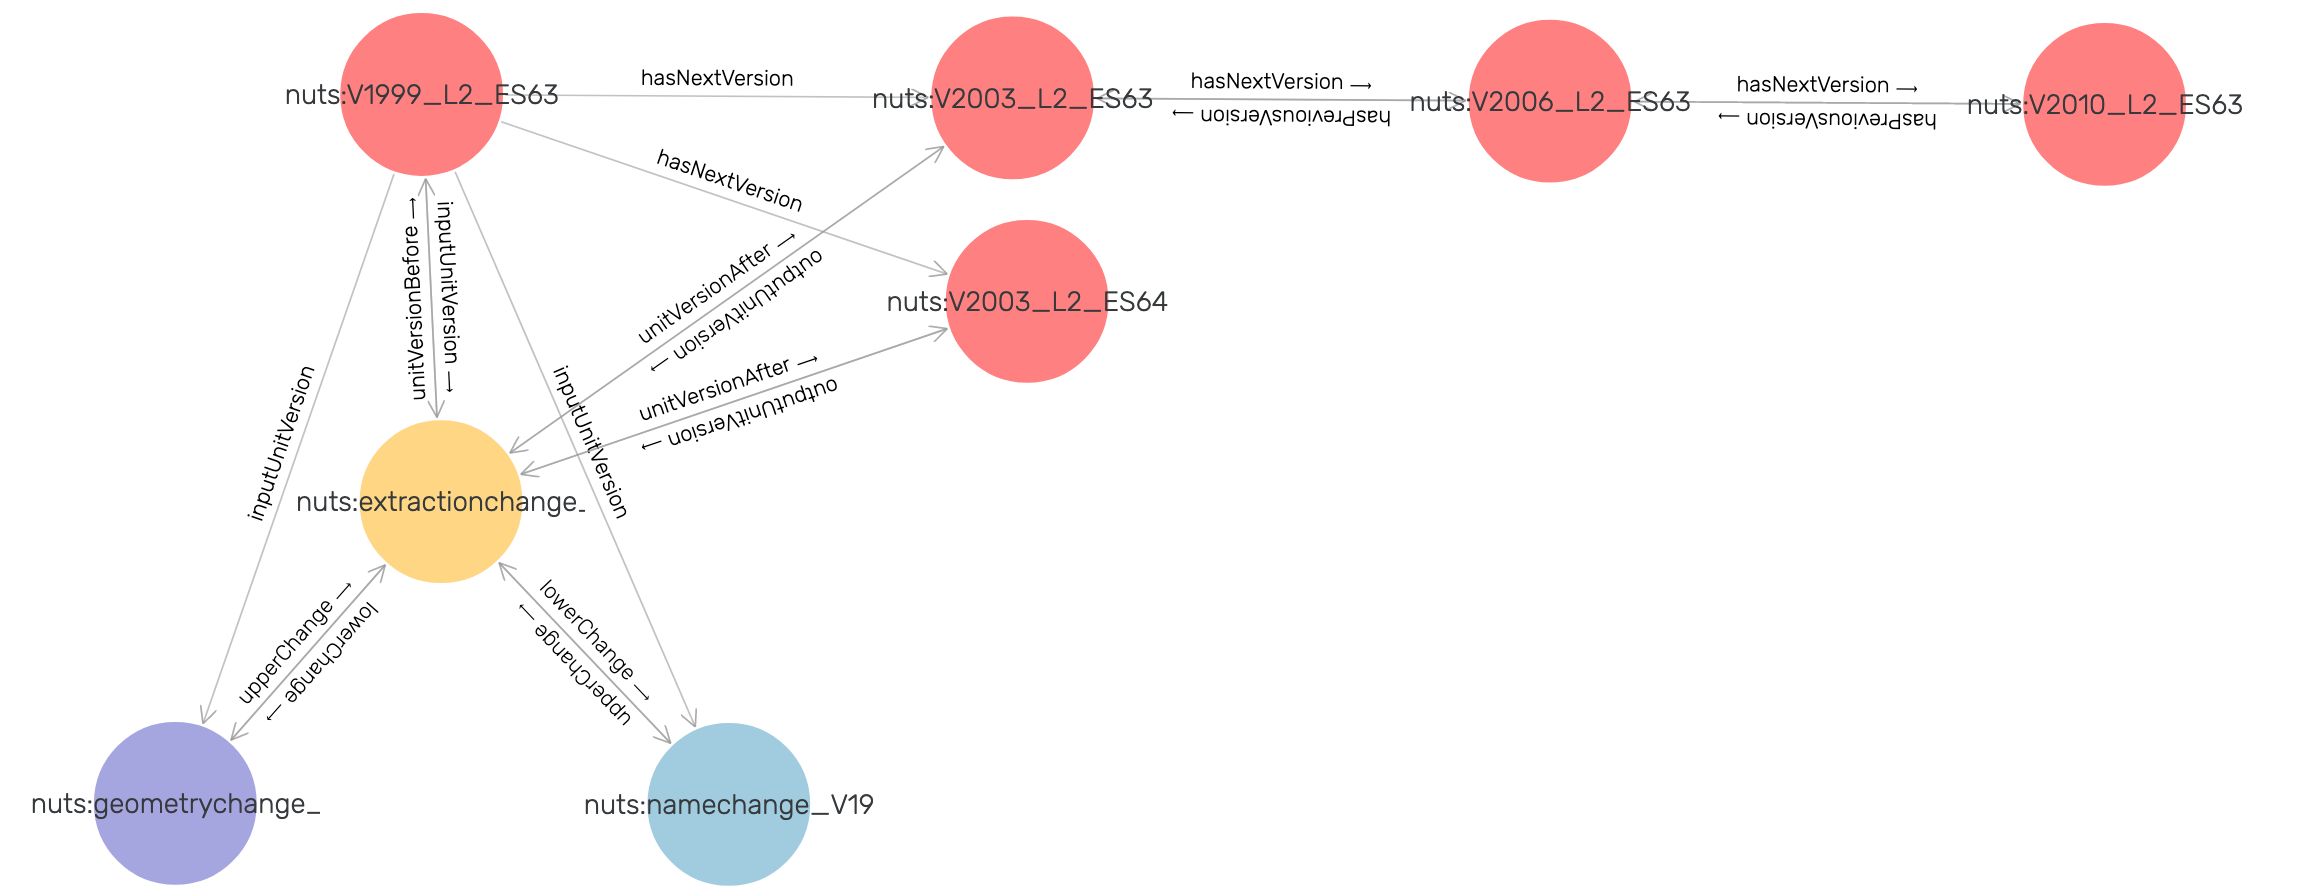 nuts:V1999_L2_ES63
hasNextVersion
nuts:V2003_L2_ES63
hasNextVersion →
hasPreviousVersion →
nuts:V2006_L2_ES63
hasNextVersion →
hasPreviousVersion →
nuts:V2010_L2_ES63
hasNextVersion
unitVersionBefore →
inputUnitVersion →
unitVersionAfter →
outputUnitVersion →
nuts:V2003_L2_ES64
inputUnitVersion
inputUnitVersion
unitVersionAfter →
outputUnitVersion →
nuts:extractionchange_
upperChange →
lowerChange →
lowerChange →
upperChange →
nuts:geometrychange_
nuts:namechange_V19